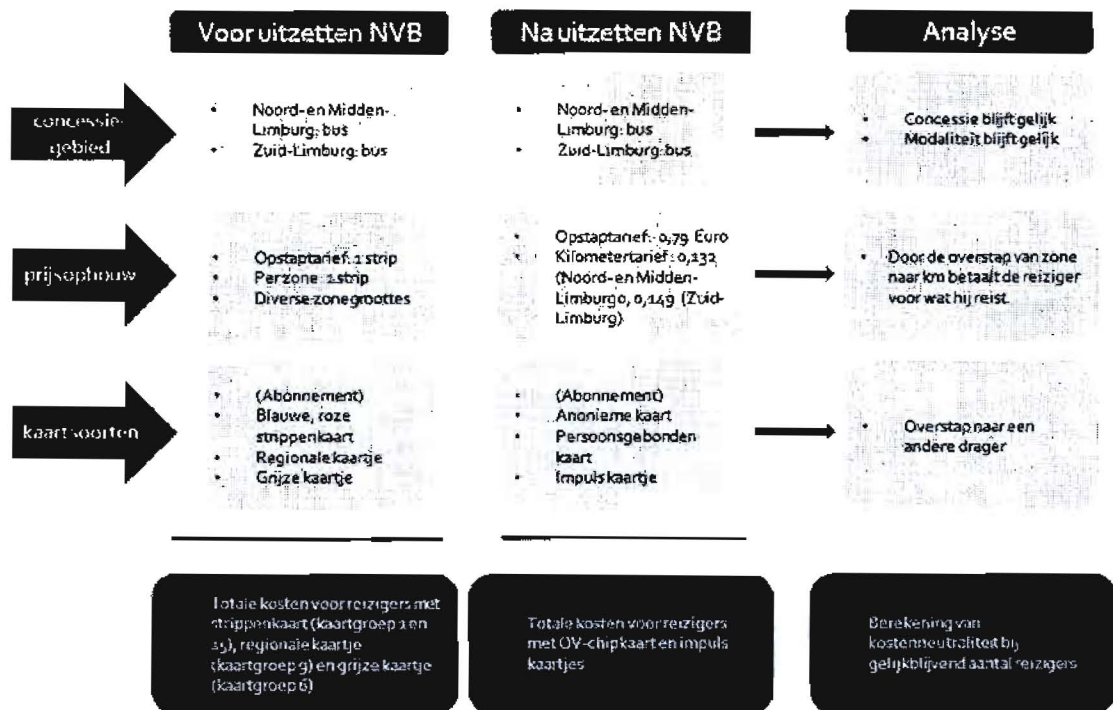 Voor uitzetten NVB
Na uitzetten NVB
Analyse
concessie-
gebied
• Noord- en Midden-
Limburg: bus
• Zuid-Limburg: bus
• Noord- en Midden-
Limburg: bus
• Zuid-Limburg: bus
• Concessie blijft gelijk
• Modaliteit blijft gelijk
prijsopbouw
• Opstaptarief: 1 strip
• Per zone: 1 strip
• Diverse zonegroottes
• Opstaptarief: 0,79 Euro
• Kilometertarief: 0,132
(Noord- en Midden-
Limburgo, 0,149 (Zuid-
Limburg)
• Door de overstap van zone
naar km betaalt de reiziger
voor wat hij reist.
kaartsoorten
• (Abonnement)
• Blauwe, roze
strippenkaart
• Regionale kaartje
• Grijze kaartje
• (Abonnement)
• Anonieme kaart
• Persoonsgebonden
kaart
• Impuls kaartje
• Overstap naar een
andere drager
Totale kosten voor reizigers met
strippenkaart (kaartgroep 1 en
15), regionale kaartje
(kaartgroep 9) en grijze kaartje
(kaartgroep 6)
Totale kosten voor reizigers
met OV-chipkaart en impuls
kaartjes
Berekening van
kostenneutraliteit bij
gelijkblijvend aantal reizigers